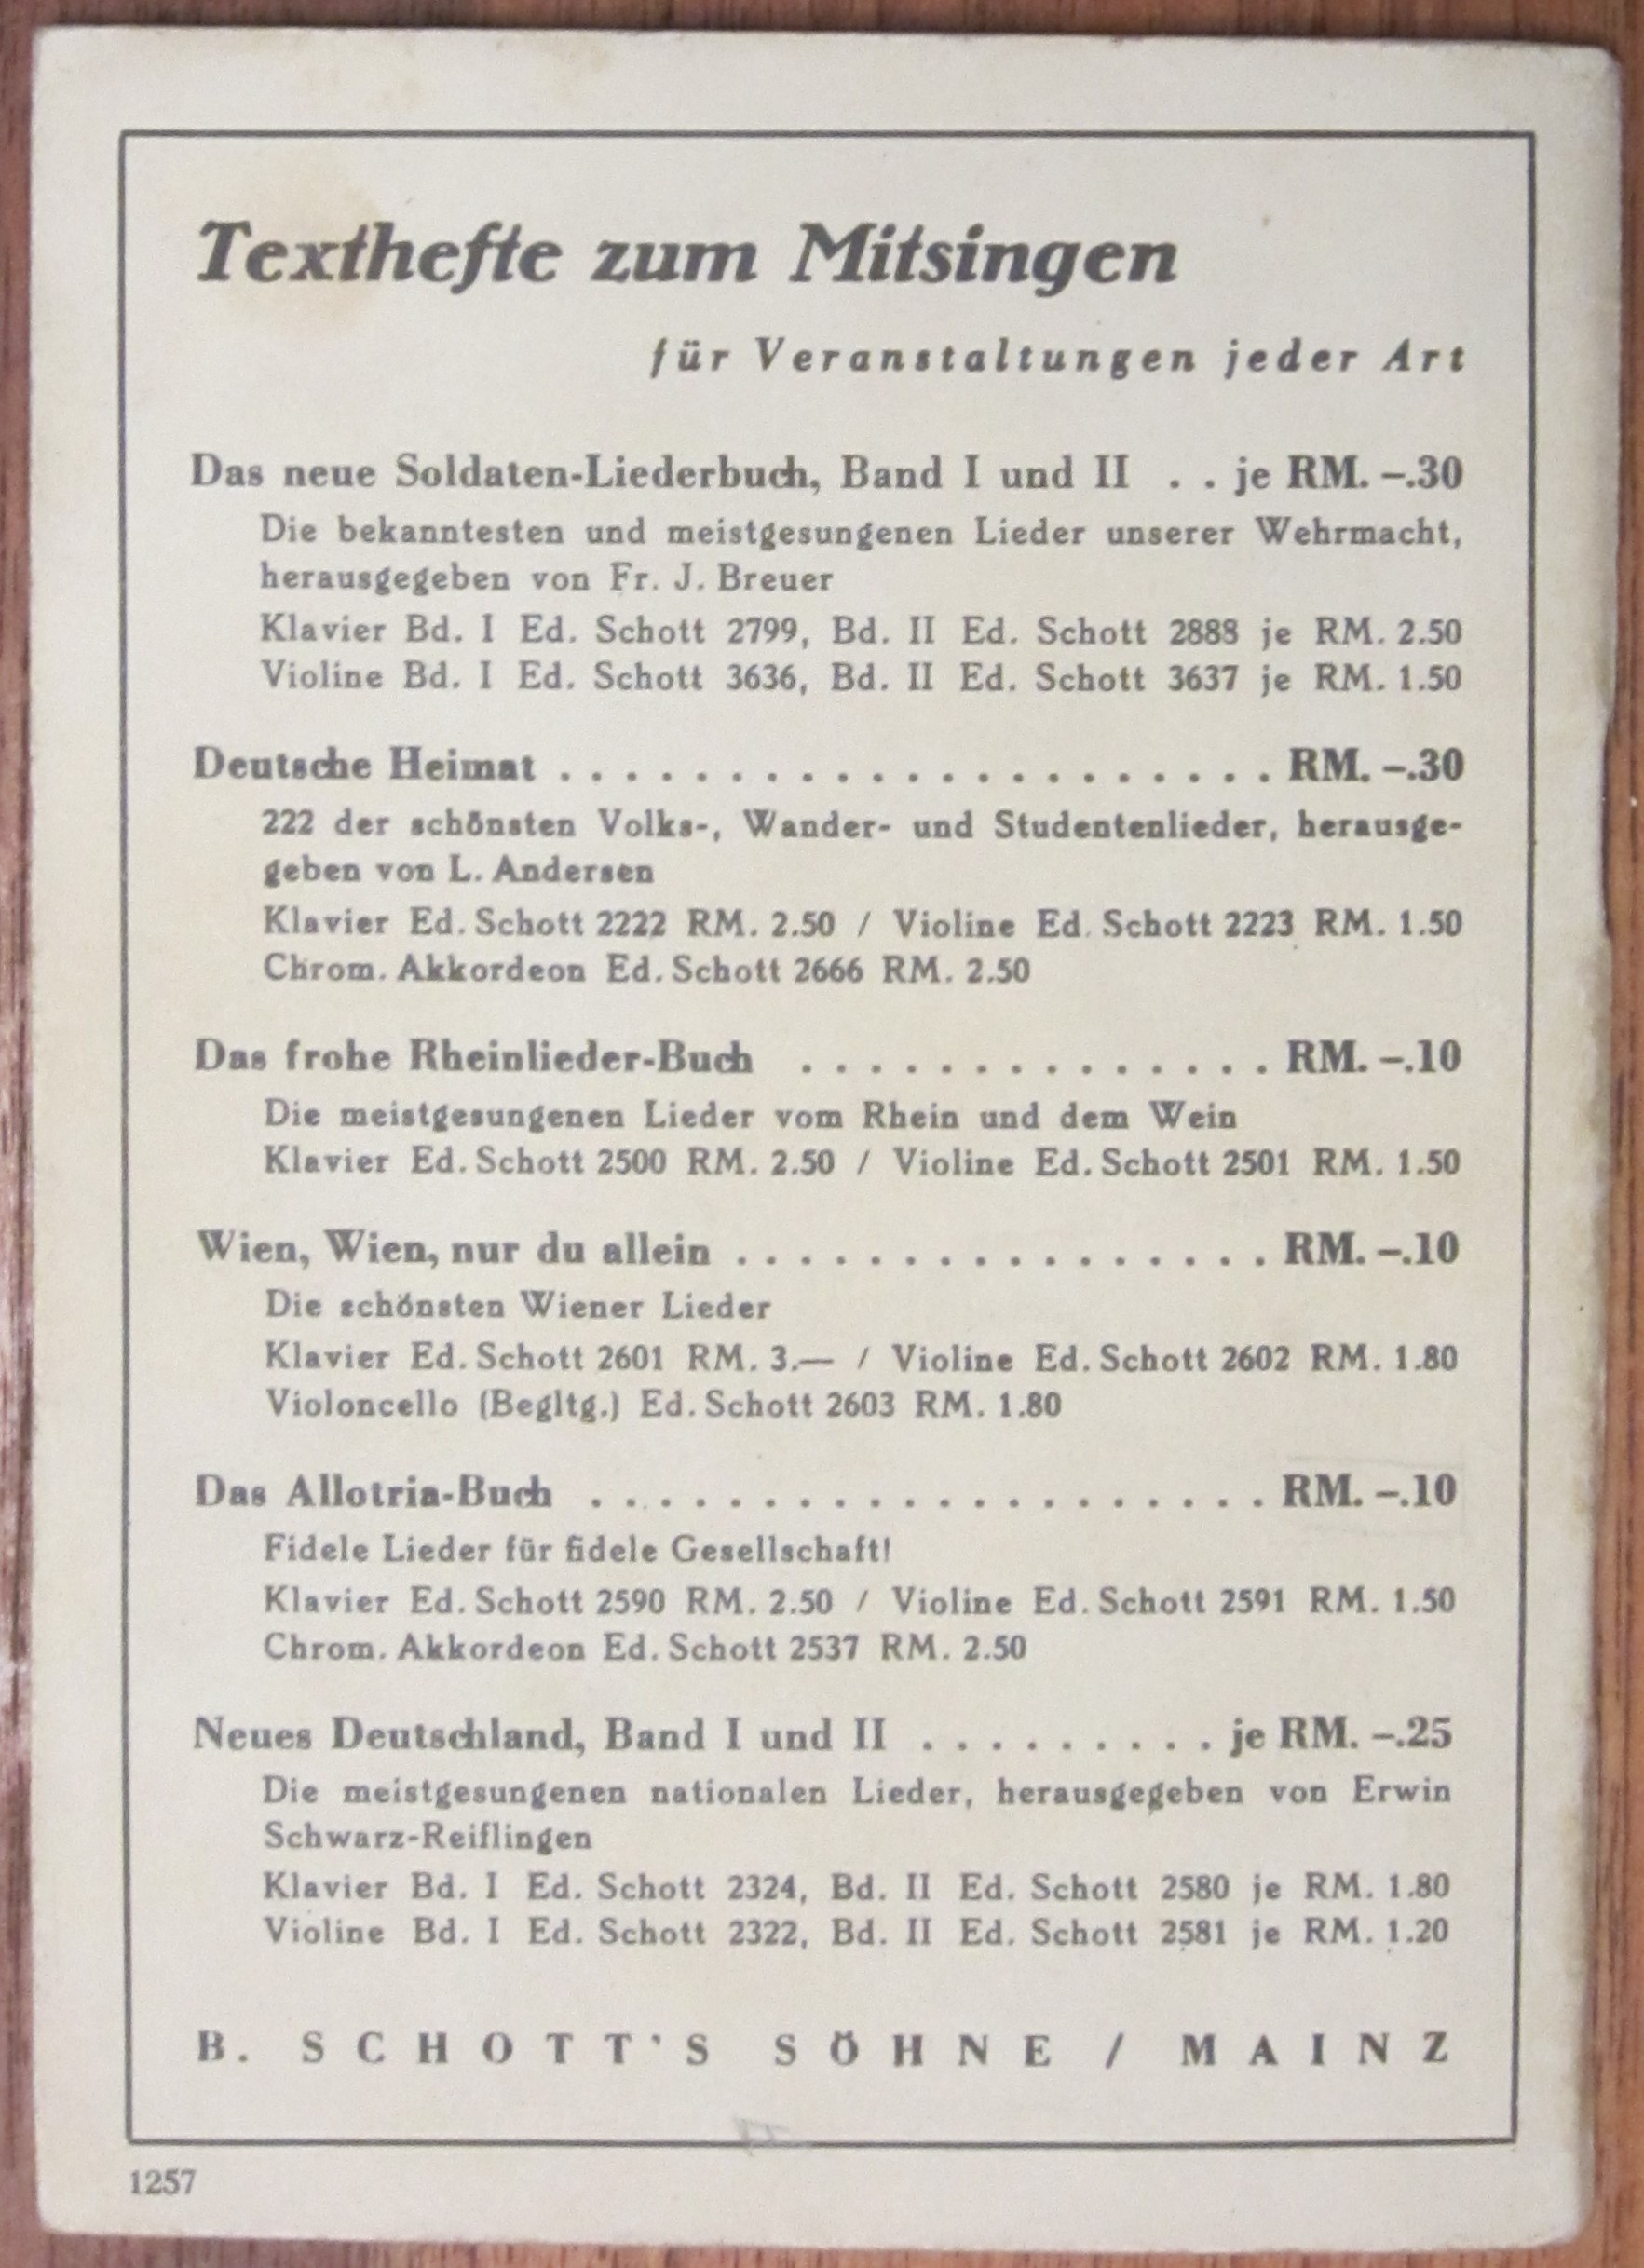 Texthefte zum Mitsingen
für Veranstaltungen jeder Art
Das neue Soldaten-Liederbuch, Band I und II . . je RM. –.30
Die bekanntesten und meistgesungenen Lieder unserer Wehrmacht,
herausgegeben von Fr. J. Breuer
Klavier Bd. I Ed. Schott 2799, Bd. II Ed. Schott 2888 je RM. 2.50
Violine Bd. I Ed. Schott 3636, Bd. II Ed. Schott 3637 je RM. 1.50
Deutsche Heimat . . . . . . . . . . . . . . . . . . . . . . RM. –.30
222 der schönsten Volks-, Wander- und Studentenlieder, herausge-
geben von L. Andersen
Klavier Ed. Schott 2222 RM. 2.50 / Violine Ed. Schott 2223 RM. 1.50
Chrom. Akkordeon Ed. Schott 2666 RM. 2.50
Das frohe Rheinlieder-Buch . . . . . . . . . . . . . . RM. –.10
Die meistgesungenen Lieder vom Rhein und dem Wein
Klavier Ed. Schott 2500 RM. 2.50 / Violine Ed. Schott 2501 RM. 1.50
Wien, Wien, nur du allein . . . . . . . . . . . . . . . . RM. –.10
Die schönsten Wiener Lieder
Klavier Ed. Schott 2601 RM. 3.— / Violine Ed. Schott 2602 RM. 1.80
Violoncello (Begltg.) Ed. Schott 2603 RM. 1.80
Das Allotria-Buch . . . . . . . . . . . . . . . . . . . . RM. –.10
Fidele Lieder für fidele Gesellschaft!
Klavier Ed. Schott 2590 RM. 2.50 / Violine Ed. Schott 2591 RM. 1.50
Chrom. Akkordeon Ed. Schott 2537 RM. 2.50
Neues Deutschland, Band I und II . . . . . . . . . je RM. –.25
Die meistgesungenen nationalen Lieder, herausgegeben von Erwin
Schwarz-Reiflingen
Klavier Bd. I Ed. Schott 2324, Bd. II Ed. Schott 2580 je RM. 1.80
Violine Bd. I Ed. Schott 2322, Bd. II Ed. Schott 2581 je RM. 1.20
B. SCHOTT'S SÖHNE / MAINZ
1257